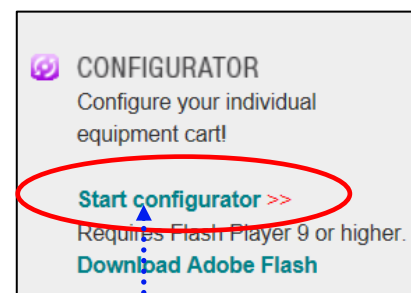 CONFIGURATOR
Configure your individual
equipment cart!
Start configurator >>
Requires Flash Player 9 or higher.
Download Adobe Flash